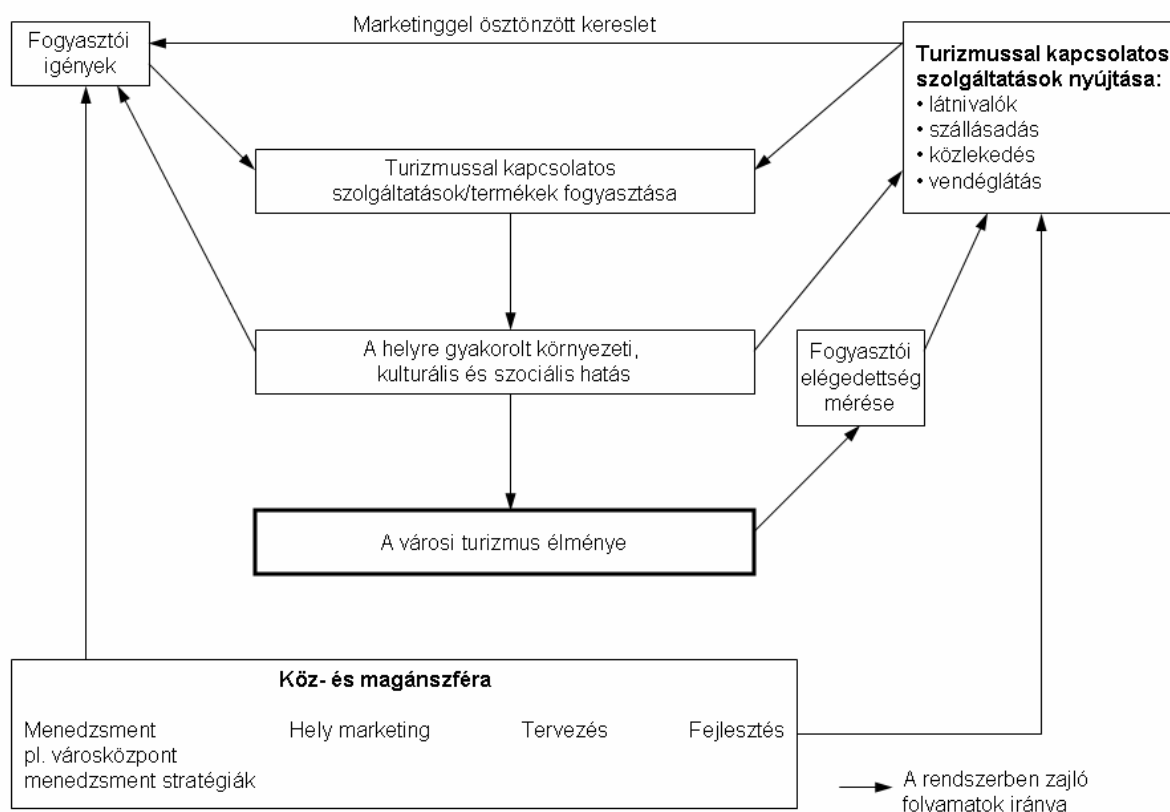 Marketinggel ösztönzött kereslet
Fogyasztói
igények
Turizmussal kapcsolatos
szolgáltatások nyújtása:
• látnivalók
• szállásadás
• közlekedés
• vendéglátás
Turizmussal kapcsolatos
szolgáltatások/termékek fogyasztása
A helyre gyakorolt környezeti,
kulturális és szociális hatás
Fogyasztói
elégedettség
mérése
A városi turizmus élménye
Köz- és magánszféra
Menedzsment
pl. városközpont
menedzsment stratégiák
Hely marketing
Tervezés
Fejlesztés
A rendszerben zajló
folyamatok iránya